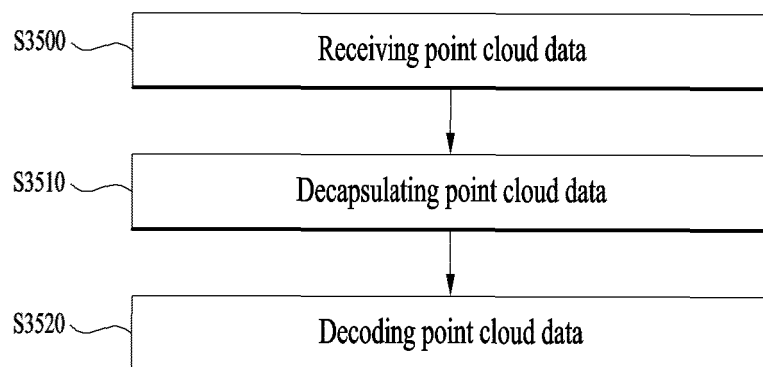 S3500
Receiving point cloud data
S3510
Decapsulating point cloud data
S3520
Decoding point cloud data